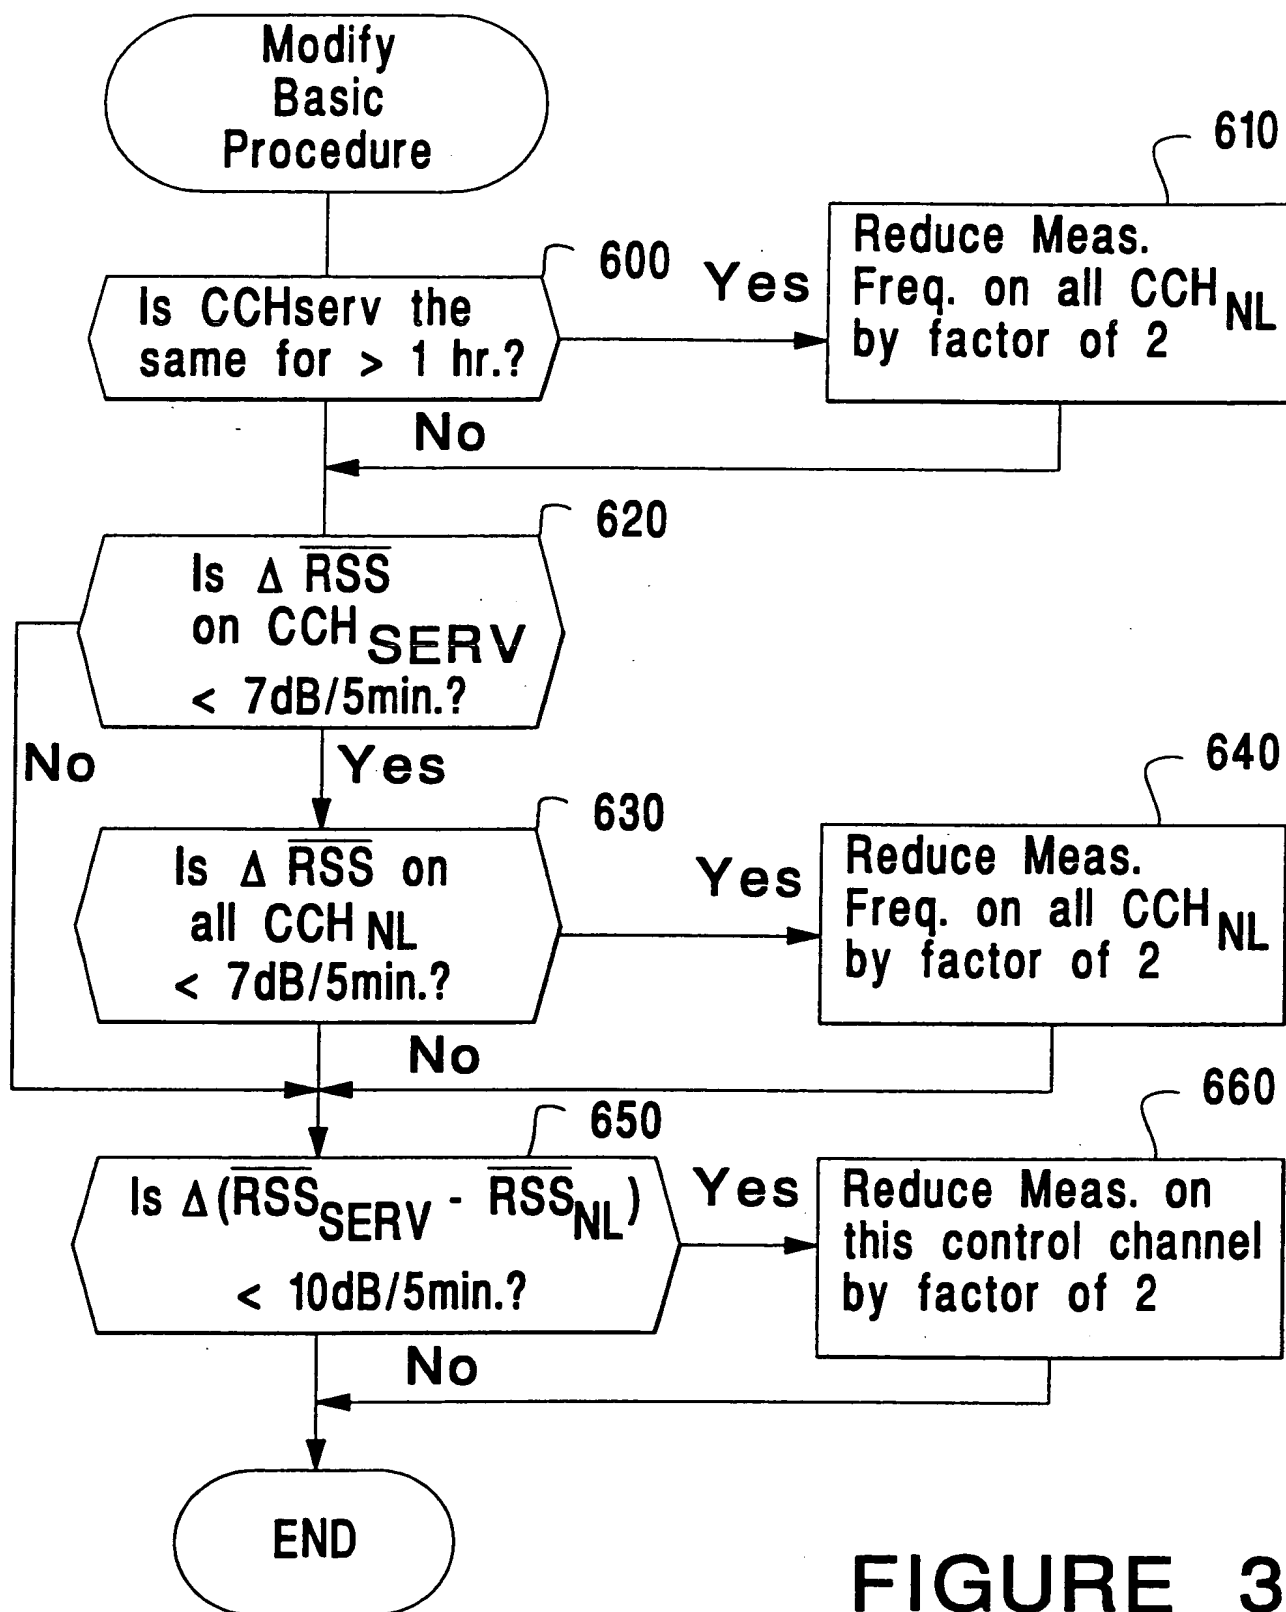 Modify
Basic
Procedure
610
600
Is CCHserv the
same for > 1 hr.?
Yes
Reduce Meas.
Freq. on all CCH NL
by factor of 2
No
620
Is Δ RSS
on CCH SERV
< 7dB/5min.?
No
Yes
640
630
Is Δ RSS on
all CCH NL
< 7dB/5min.?
Yes
Reduce Meas.
Freq. on all CCH NL
by factor of 2
No
660
650
Is Δ(RSS SERV - RSS NL)
< 10dB/5min.?
Yes
Reduce Meas. on
this control channel
by factor of 2
No
END
FIGURE 3